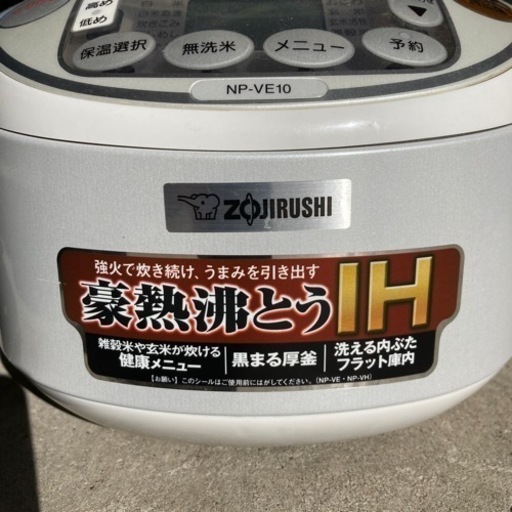 高め
低め
保温選択
無洗米
メニュー
予約
NP-VE10
ZOJIRUSHI
強火で炊き続け、うまみを引き出す
豪熱沸とうIH
雑穀米や玄米が炊ける
健康メニュー
黒まる厚釜
洗える内ぶた
フラット庫内
【お願い】このシールはご使用前にはがしてください。(NP-VE・NP-VH)